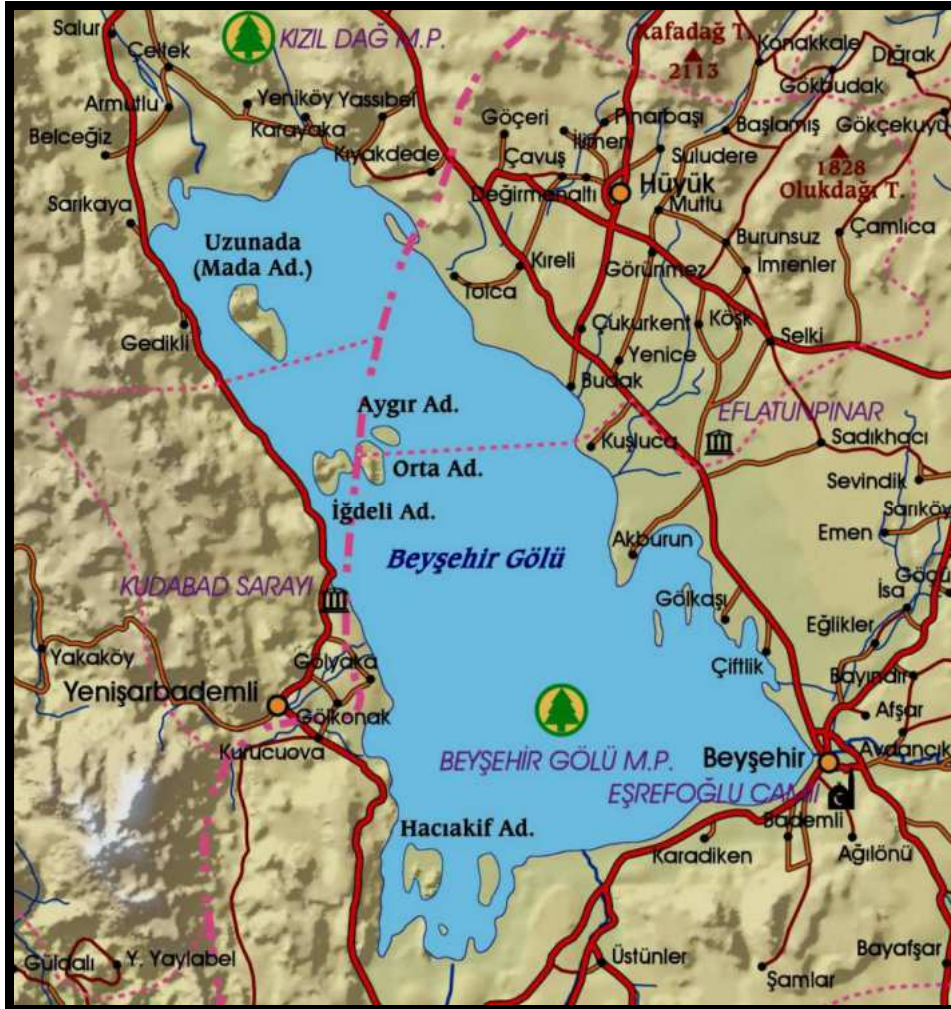 Salur
KIZIL DAĞ M.P.
Kafadağ T.
2113
Konakkale
Dığrak
Çeltek
Gökbudak
Armutlu
Yeniköy
Yassıbel
Göçeri
Pınarbaşı
Karayaka
İlmen
Başlamış
Gökçekuyu
Belceğiz
Kıyakdede
Çavuş
Suludere
1828
Olukdağı T.
Değirmenaltı
Hüyük
Mutlu
Sarıkaya
Burunsuz
Çamlıca
Uzunada
(Mada Ad.)
Kıreli
Görünmez
İmrenler
Tolca
Gedikli
Çukurkent
Köşk
Selki
Yenice
Budak
Aygır Ad.
EFLATUNPINAR
Kuşluca
Sadıkhacı
Orta Ad.
Sevindik
İğdeli Ad.
Sarıköy
Akburun
Emen
Beyşehir Gölü
KUDABAD SARAYI
Gölkaşı
İsa
Eğlikler
Yakaköy
Gölyaka
Çiftlik
Bayındır
Yenişarbademli
Gölkonak
Afşar
Kurucuova
BEYŞEHİR GÖLÜ M.P.
Beyşehir
Avdancık
EŞREFOĞLU CAMİİ
Hacıakif Ad.
Bademli
Karadiken
Ağılönü
Güldalı
Y. Yaylabel
Üstünler
Bayafşar
Şamlar